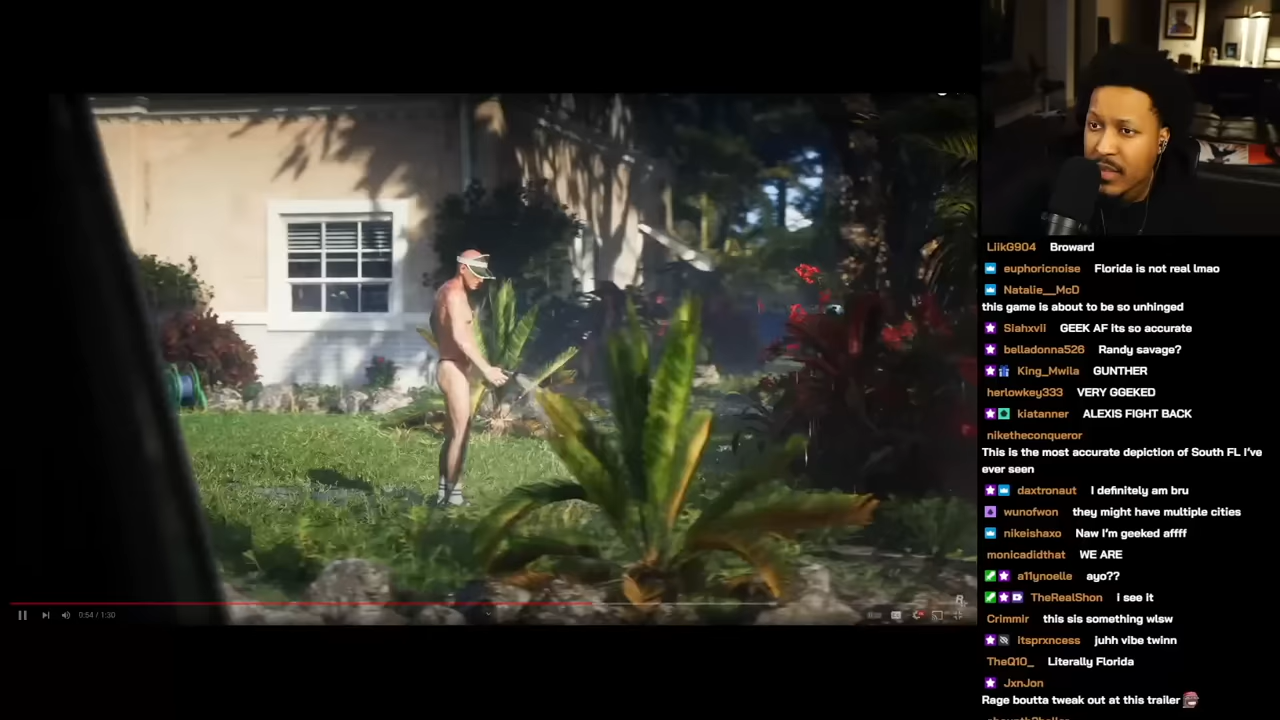 LiikG904 Broward
euphoricnoise Florida is not real lmao
Natalie__McD
this game is about to be so unhinged
Siahxvii GEEK AF its so accurate
belladonna526 Randy savage?
King_Mwila GUNTHER
herlowkey333 VERY GGEKED
kiatanner ALEXIS FIGHT BACK
niketheconqueror
This is the most accurate depiction of South FL I've
ever seen
daxtronaut I definitely am bru
wunofwon they might have multiple cities
nikeishaxo Naw I'm geeked affff
monicadidthat WE ARE
a11ynoelle ayo??
TheRealShon I see it
Crimmir this sis something wlsw
itsprxncess juhh vibe twinn
TheQ10_ Literally Florida
JxnJon
Rage boutta tweak out at this trailer
0:54 / 1:30